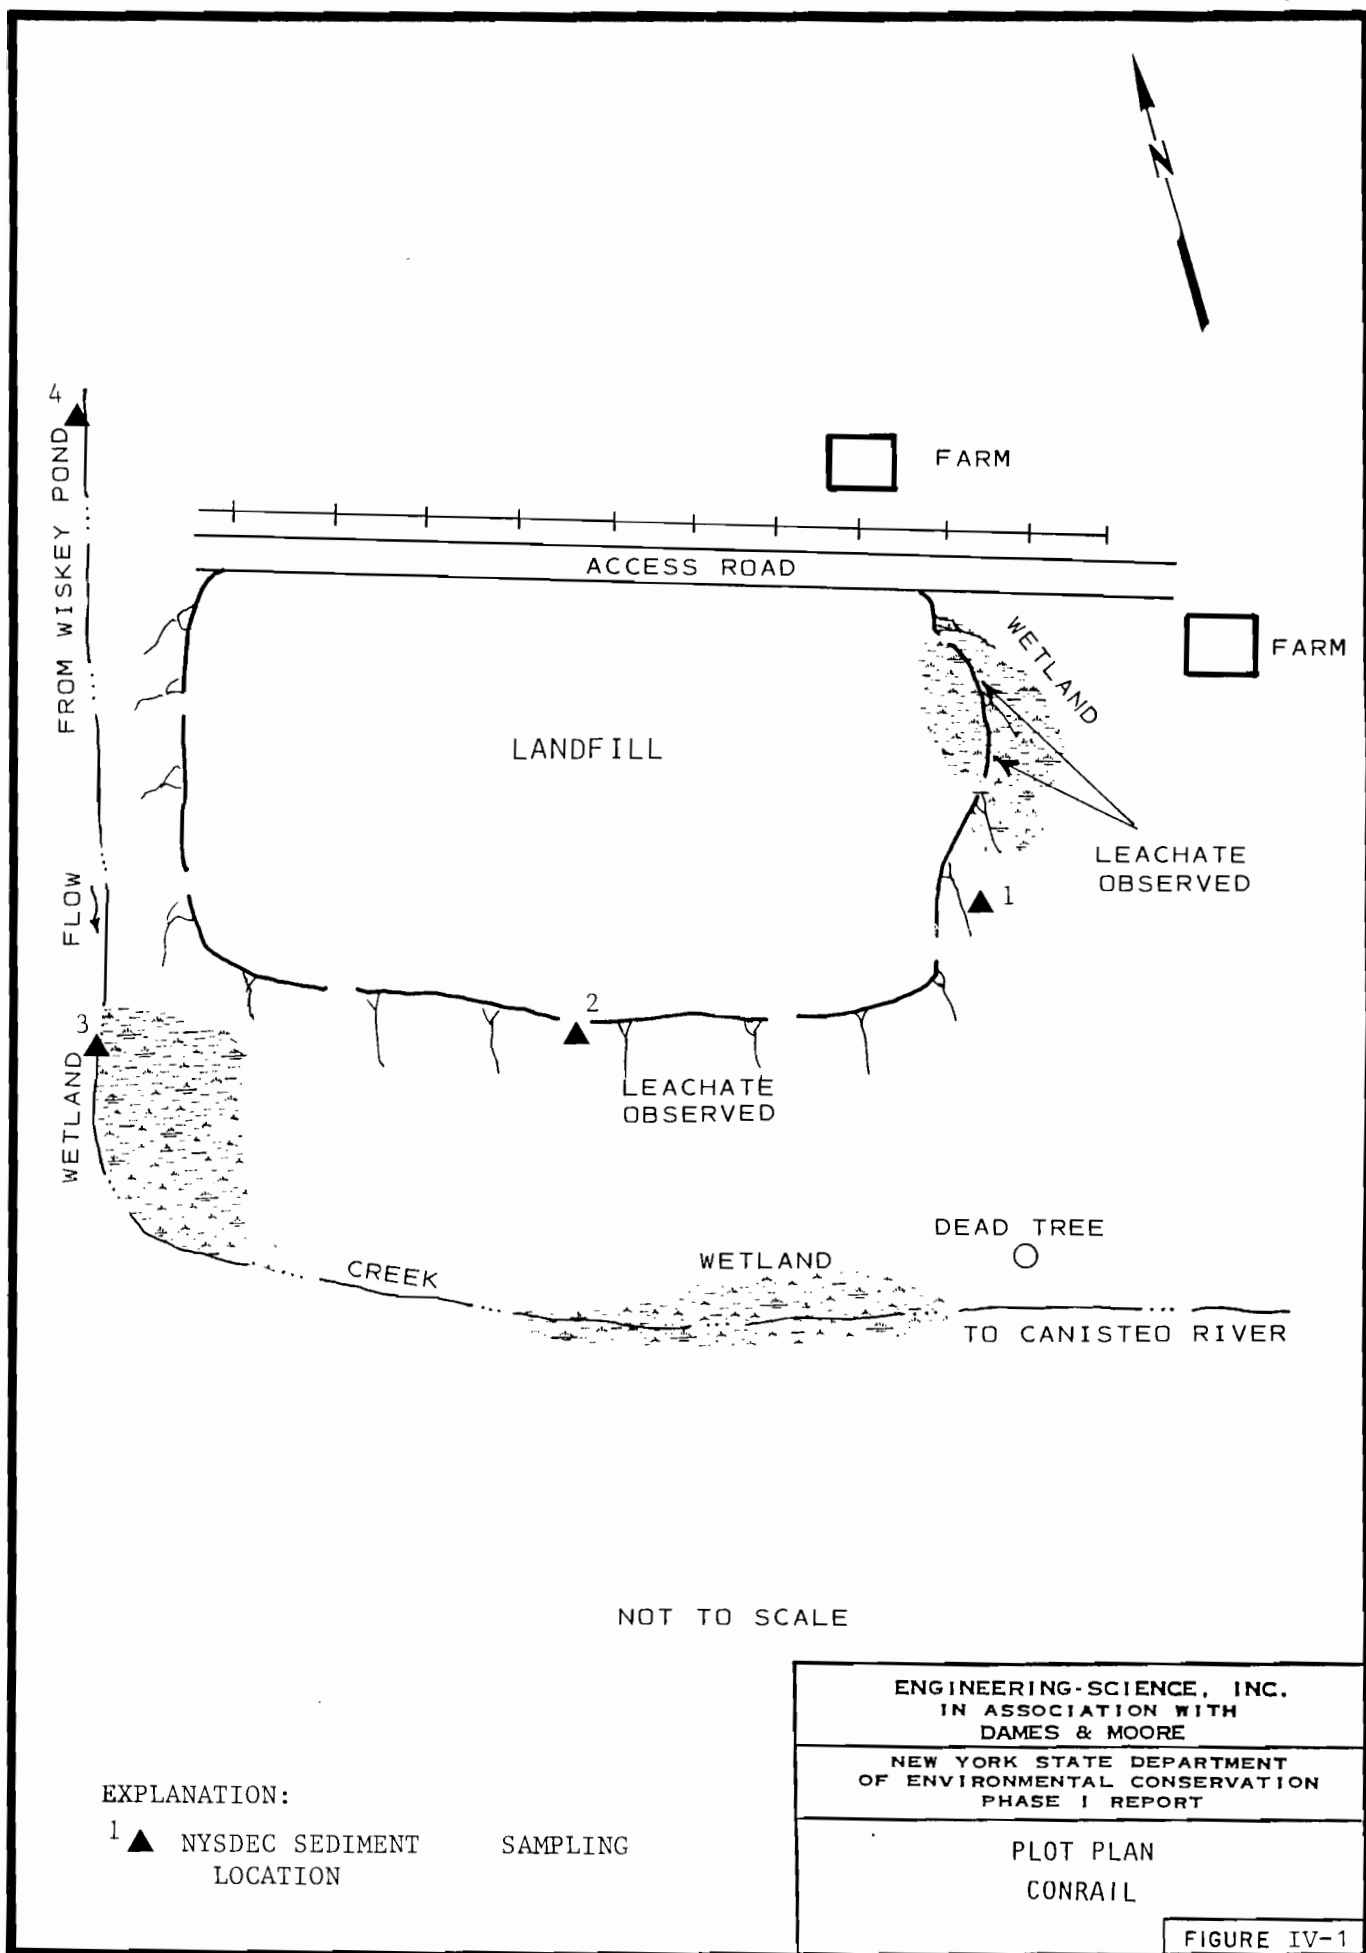 N
4
FROM WISKEY POND
FARM
ACCESS ROAD
WETLAND
FARM
LANDFILL
LEACHATE
OBSERVED
1
FLOW
2
3
WETLAND
LEACHATE
OBSERVED
DEAD TREE
WETLAND
CREEK
TO CANISTEO RIVER
NOT TO SCALE
ENGINEERING-SCIENCE, INC.
IN ASSOCIATION WITH
DAMES & MOORE
NEW YORK STATE DEPARTMENT
OF ENVIRONMENTAL CONSERVATION
PHASE I REPORT
EXPLANATION:
1 NYSDEC SEDIMENT SAMPLING
LOCATION
PLOT PLAN
CONRAIL
FIGURE IV-1